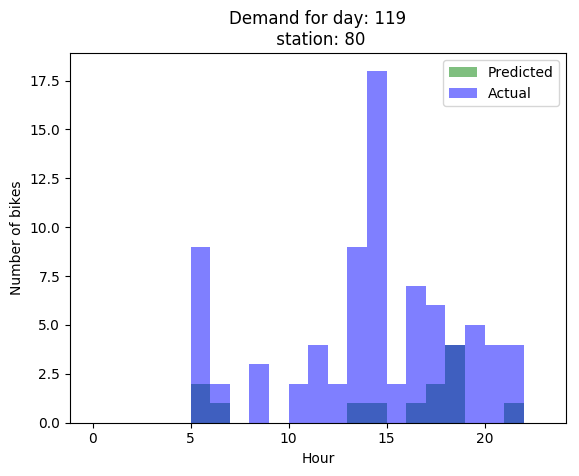 Demand for day: 119
station: 80
Predicted
Actual
17.5
15.0
12.5
10.0
7.5
5.0
2.5
0.0
Number of bikes
0 5 10 15 20
Hour